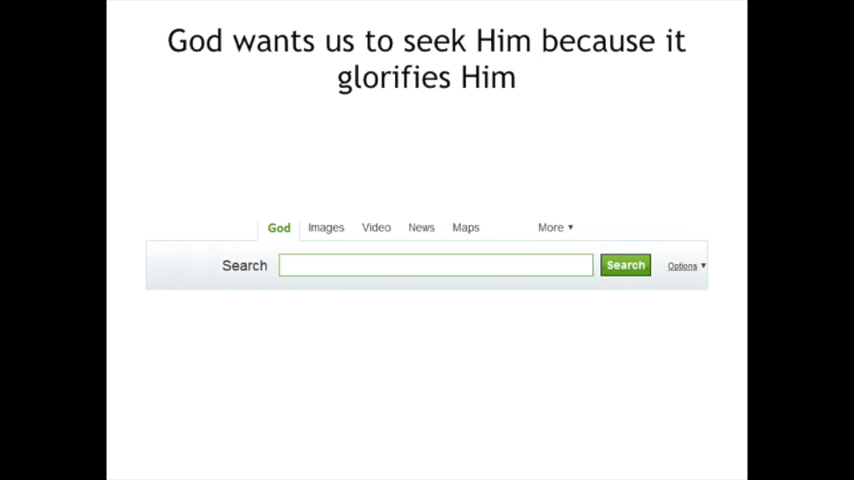 God wants us to seek Him because it
glorifies Him
God Images Video News Maps More ▼
Search Search Options ▼